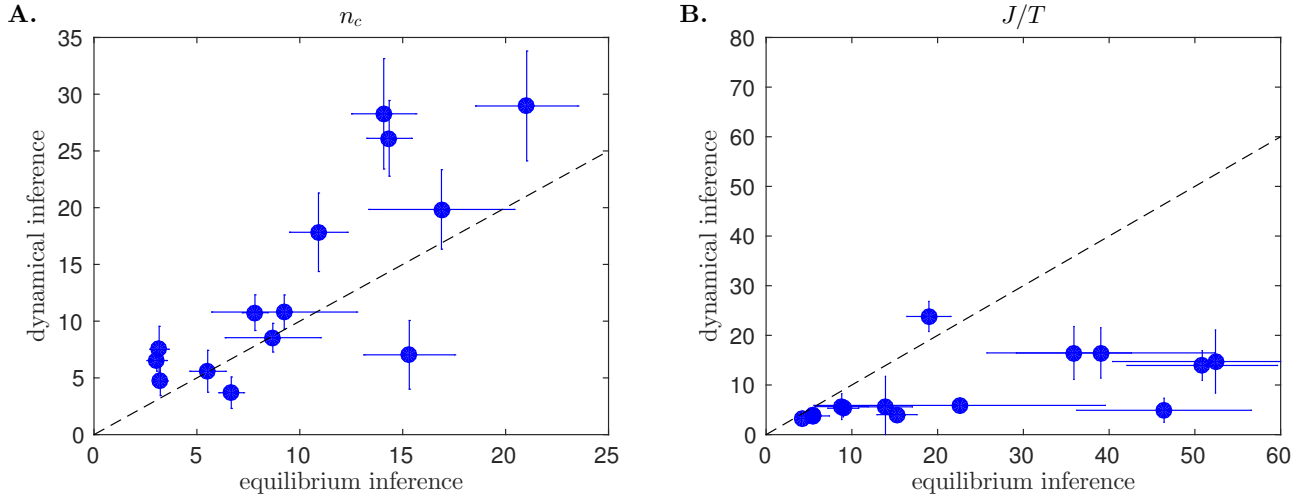 A.
n_c
35
30
25
20
15
10
5
0
dynamical inference
0 5 10 15 20 25
equilibrium inference
B.
J/T
80
70
60
50
40
30
20
10
0
dynamical inference
0 10 20 30 40 50 60
equilibrium inference